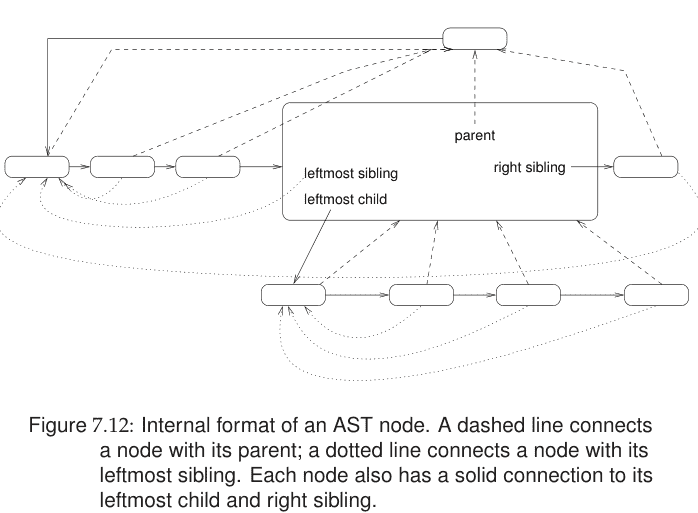 parent
right sibling
leftmost sibling
leftmost child
Figure 7.12: Internal format of an AST node. A dashed line connects
a node with its parent; a dotted line connects a node with its
leftmost sibling. Each node also has a solid connection to its
leftmost child and right sibling.